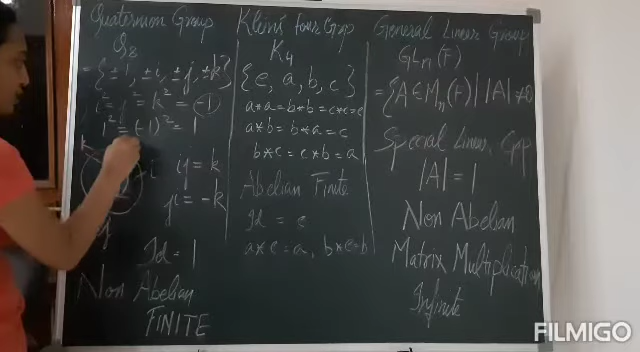 Quaternion Group
Q8
= {±1, ±i, ±j, ±k}
i² = j² = k² = -1
1² = (-1)² = 1
k
i
ij = k
ji = -k
j
Id = 1
Non Abelian
FINITE
Klein's four Grp
K4
{e, a, b, c}
a*a = b*b = c*c = e
a*b = b*a = c
b*c = c*b = a
Abelian Finite
Id = e
a*e = a, b*e = b
General Linear Group
GLn(F)
= {A ∈ Mn(F) | |A| ≠ 0
Special Linear Grp
|A| = 1
Non Abelian
Matrix Multiplication
Infinite
FILMIGO